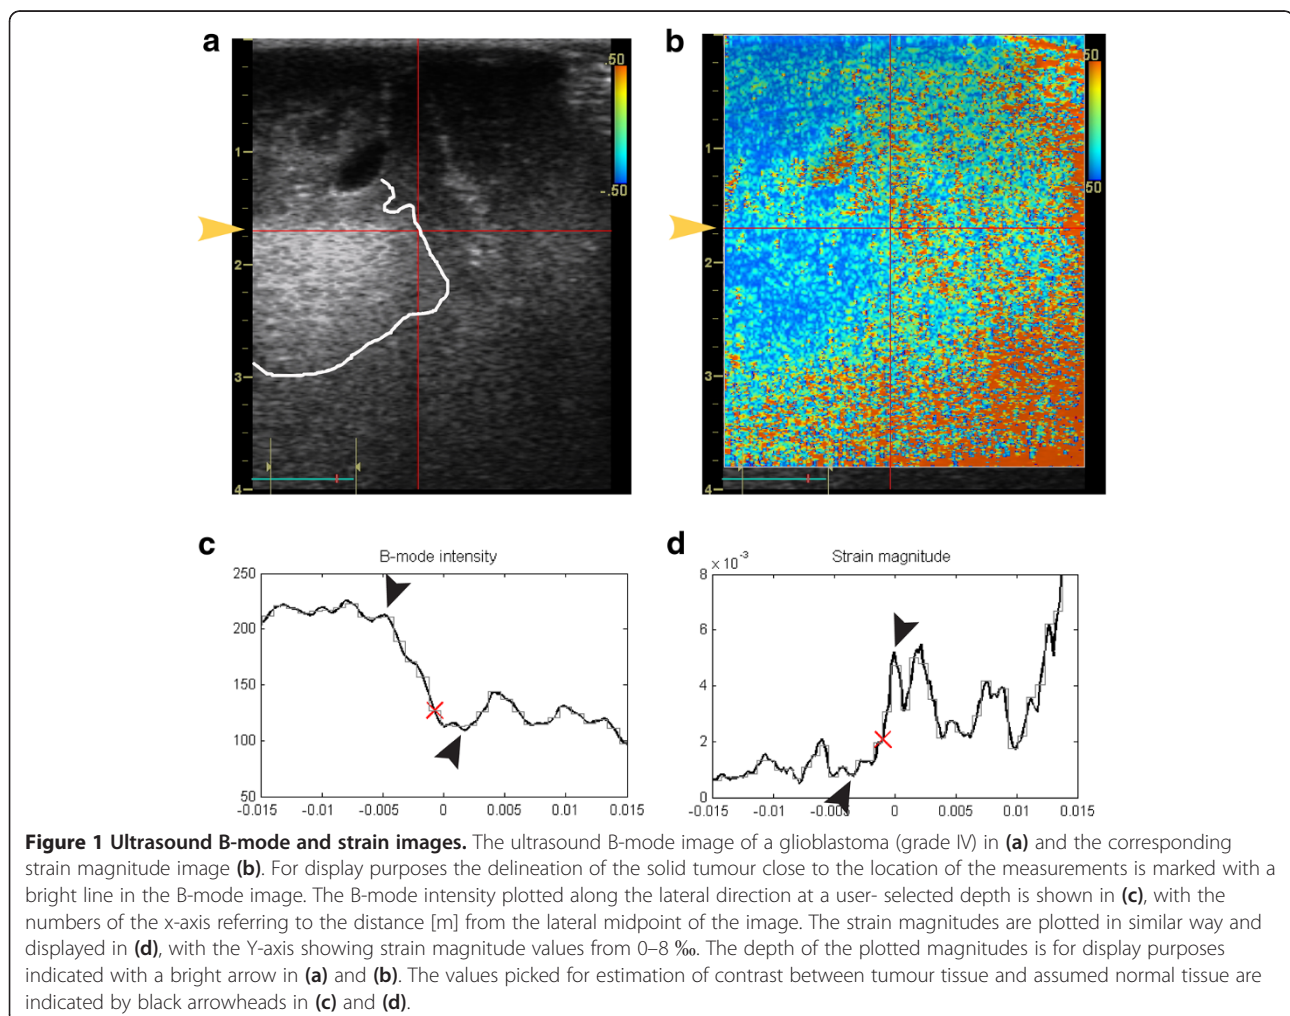 a
b
.50
-.50
1
2
3
4
50
50
1
2
3
4
c
B-mode intensity
250
200
150
100
50
-0.015
-0.01
-0.005
0
0.005
0.01
0.015
d
Strain magnitude
× 10⁻³
8
6
4
2
0
-0.015
-0.01
-0.005
0
0.005
0.01
0.015
Figure 1 Ultrasound B-mode and strain images. The ultrasound B-mode image of a glioblastoma (grade IV) in (a) and the corresponding
strain magnitude image (b). For display purposes the delineation of the solid tumour close to the location of the measurements is marked with a
bright line in the B-mode image. The B-mode intensity plotted along the lateral direction at a user- selected depth is shown in (c), with the
numbers of the x-axis referring to the distance [m] from the lateral midpoint of the image. The strain magnitudes are plotted in similar way and
displayed in (d), with the Y-axis showing strain magnitude values from 0–8 ‰. The depth of the plotted magnitudes is for display purposes
indicated with a bright arrow in (a) and (b). The values picked for estimation of contrast between tumour tissue and assumed normal tissue are
indicated by black arrowheads in (c) and (d).